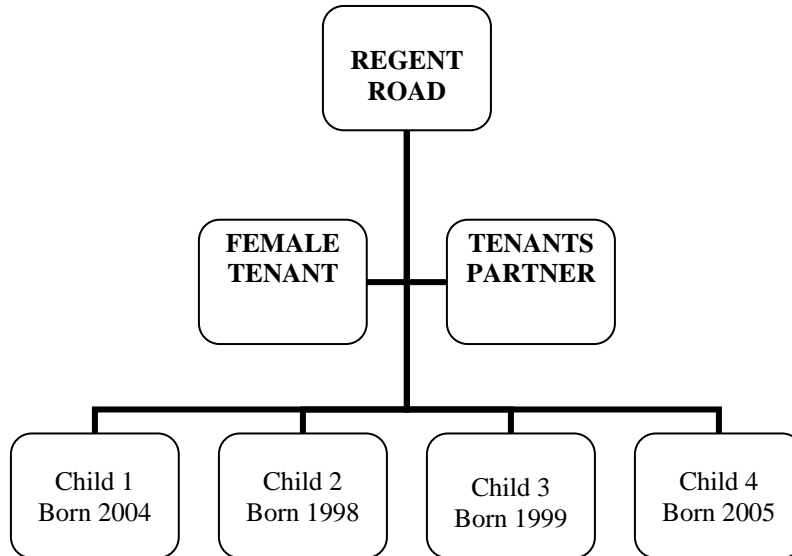 REGENT
ROAD
FEMALE
TENANT
TENANTS
PARTNER
Child 1
Born 2004
Child 2
Born 1998
Child 3
Born 1999
Child 4
Born 2005